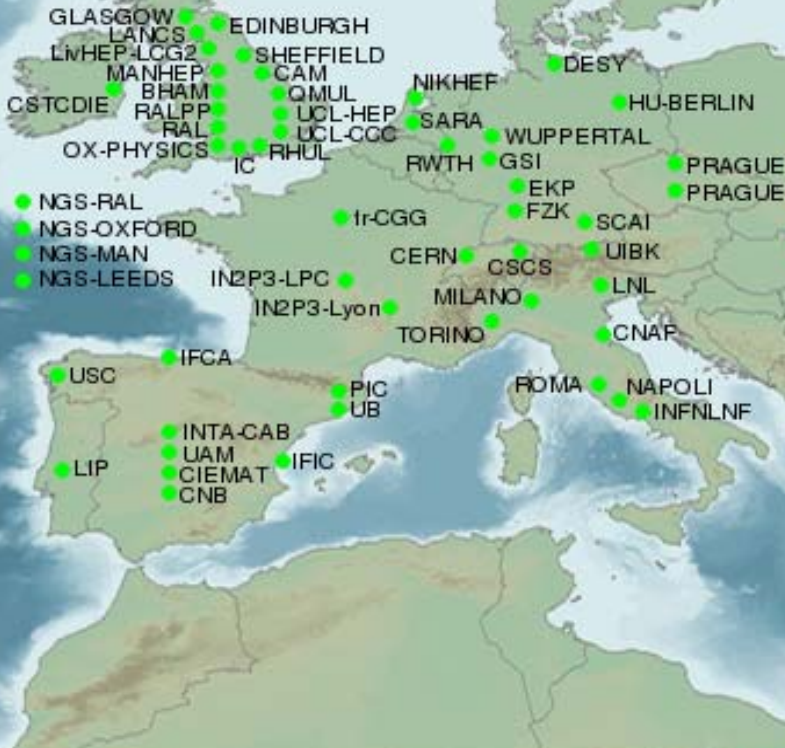 GLASGOW
EDINBURGH
LANCS
LivHEP-LCG2
SHEFFIELD
MANHEP
CAM
CSTCDIE
BHAM
QMUL
RALPP
UCL-HEP
RAL
UCL-CCC
OX-PHYSICS
IC
RHUL
DESY
NIKHEF
HU-BERLIN
SARA
WUPPERTAL
RWTH
GSI
PRAGUE
EKP
PRAGUE
NGS-RAL
NGS-OXFORD
NGS-MAN
NGS-LEEDS
fr-CGG
FZK
SCAI
CERN
CSCS
UIBK
IN2P3-LPC
LNL
IN2P3-Lyon
MILANO
TORINO
CNAP
IFCA
USC
PIC
UB
ROMA
NAPOLI
INFNLNF
INTA-CAB
UAM
IFIC
LIP
CIEMAT
CNB